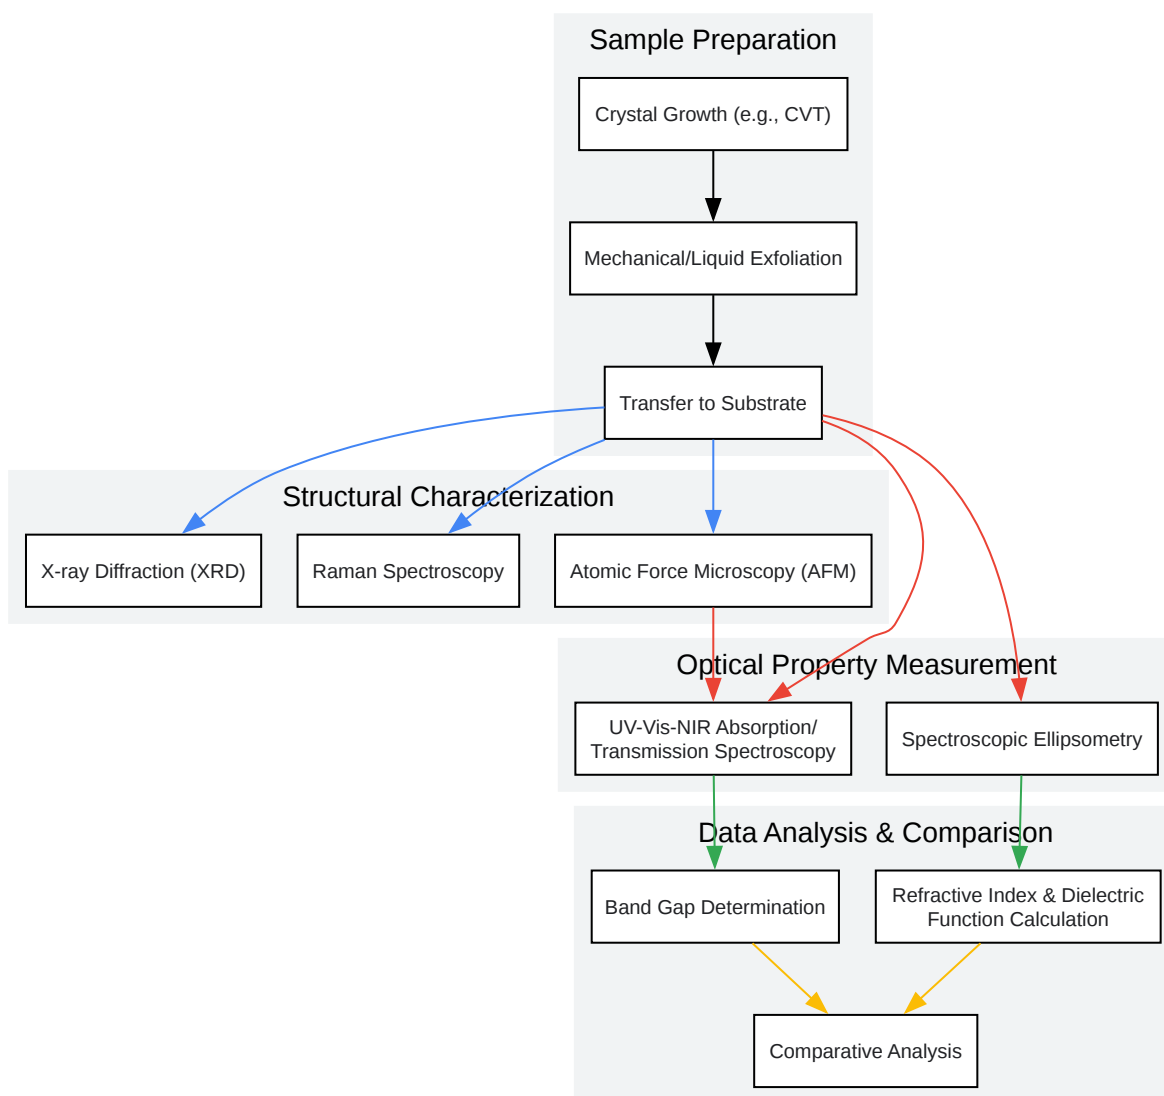 Sample Preparation
Crystal Growth (e.g., CVT)
Mechanical/Liquid Exfoliation
Transfer to Substrate
Structural Characterization
X-ray Diffraction (XRD)
Raman Spectroscopy
Atomic Force Microscopy (AFM)
Optical Property Measurement
UV-Vis-NIR Absorption/
Transmission Spectroscopy
Spectroscopic Ellipsometry
Data Analysis & Comparison
Band Gap Determination
Refractive Index & Dielectric
Function Calculation
Comparative Analysis